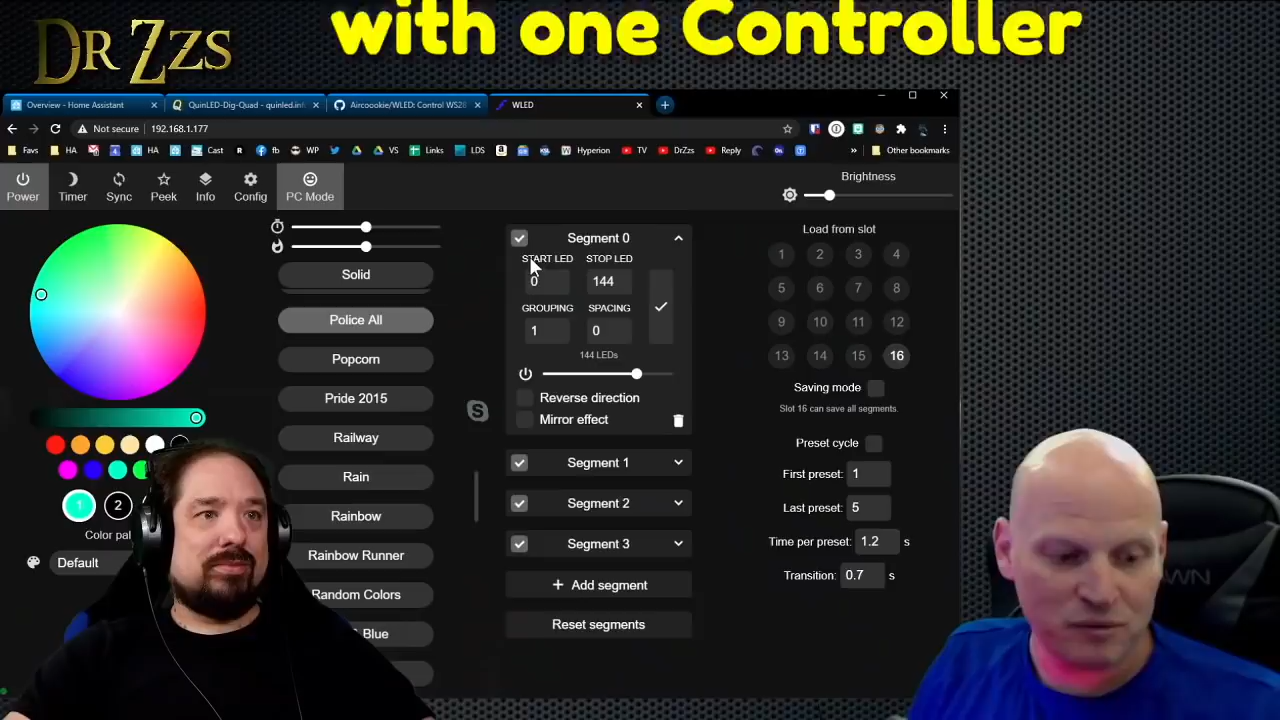 with one Controller
DR ZZS
Overview - Home Assistant
QuinLED-Dig-Quad - quinled.inf
Aircoookie/WLED: Control WS28
WLED
Not secure
192.168.1.177
Favs
HA
HA
Cast
fb
WP
VS
Links
LDS
Hyperion
TV
DrZzs
Reply
Other bookmarks
Power
Timer
Sync
Peek
Info
Config
PC Mode
Brightness
Solid
Police All
Popcorn
Pride 2015
Railway
Rain
Rainbow
Rainbow Runner
Random Colors
Blue
1
2
Color pal
Default
Segment 0
START LED
STOP LED
0
144
GROUPING
SPACING
1
0
144 LEDs
Reverse direction
Mirror effect
Segment 1
Segment 2
Segment 3
+ Add segment
Reset segments
Load from slot
1 2 3 4
5 6 7 8
9 10 11 12
13 14 15 16
Saving mode
Slot 16 can save all segments.
Preset cycle
First preset: 1
Last preset: 5
Time per preset: 1.2 s
Transition: 0.7 s